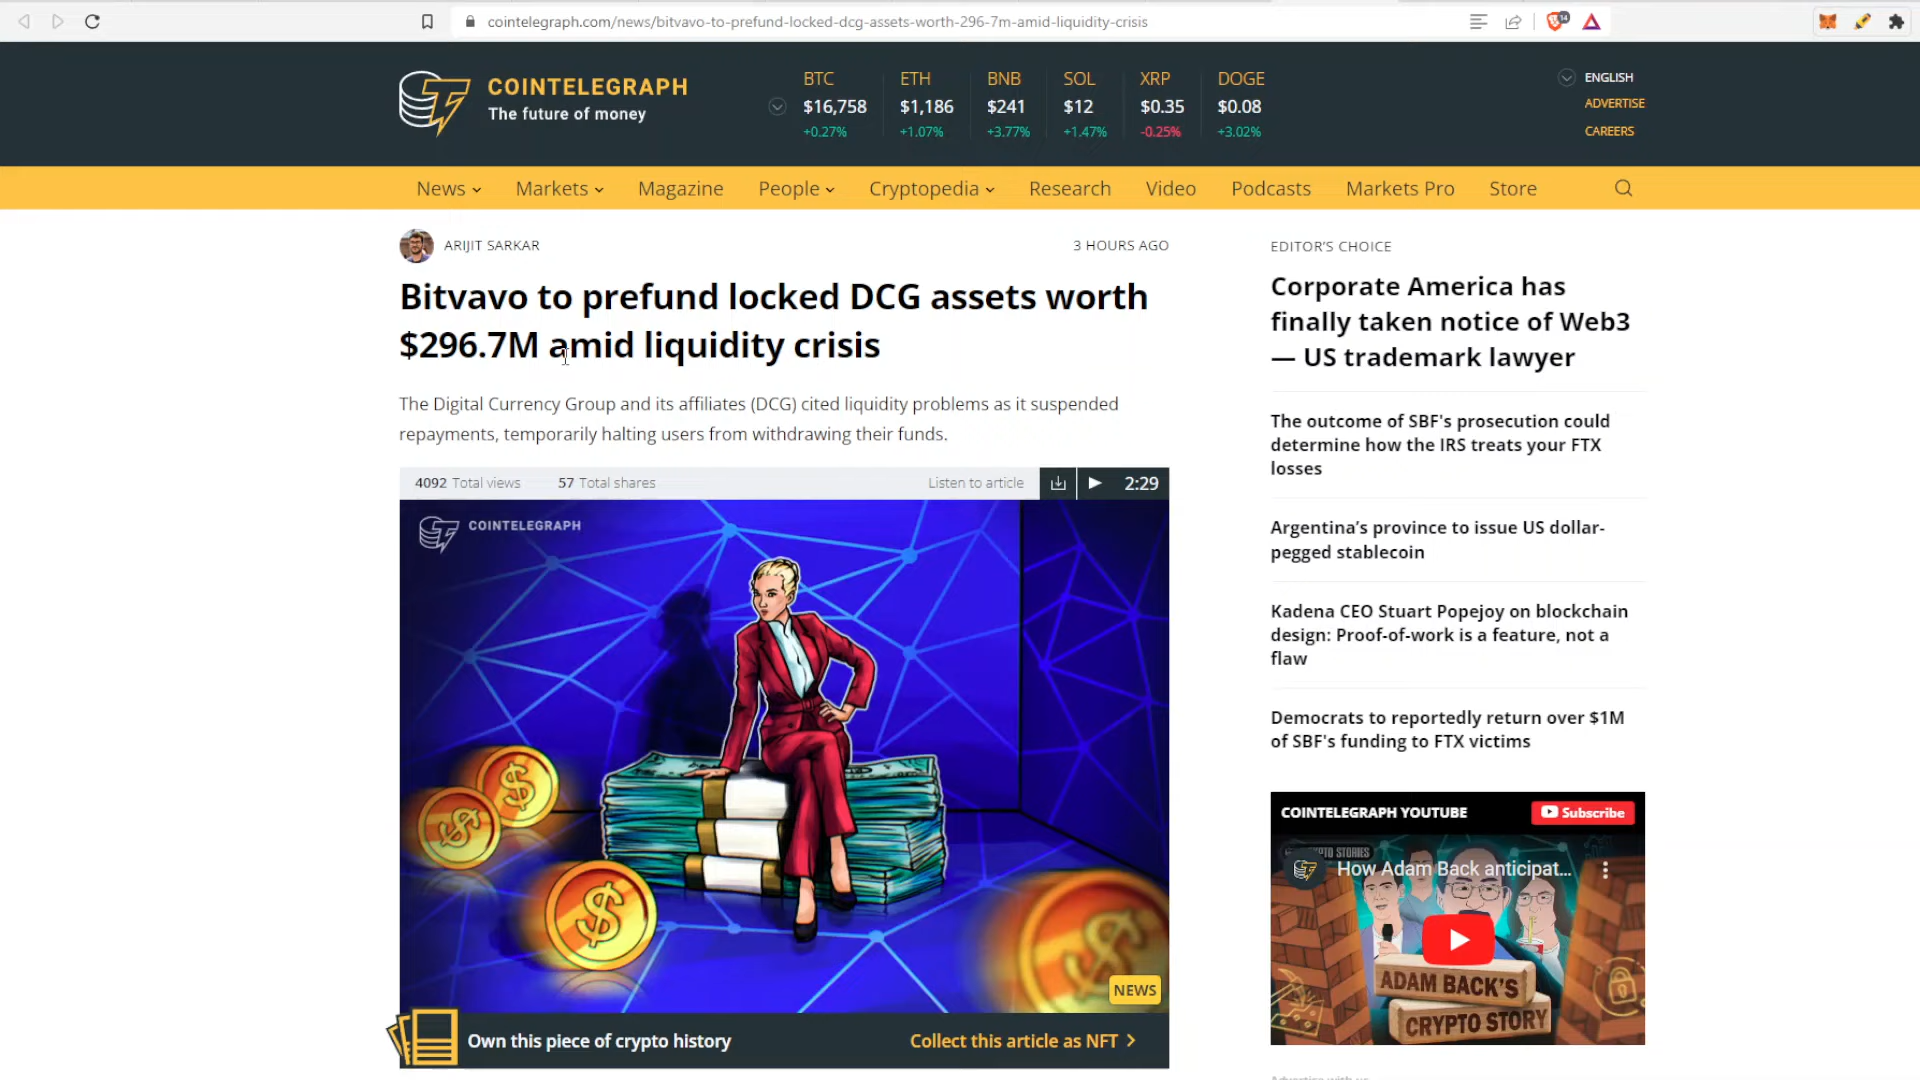 cointelegraph.com/news/bitvavo-to-prefund-locked-dcg-assets-worth-296-7m-amid-liquidity-crisis
14
COINTELEGRAPH
The future of money
BTC ETH BNB SOL XRP DOGE
$16,758 $1,186 $241 $12 $0.35 $0.08
+0.27% +1.07% +3.77% +1.47% -0.25% +3.02%
ENGLISH
ADVERTISE
CAREERS
News Markets Magazine People Cryptopedia Research Video Podcasts Markets Pro Store
ARIJIT SARKAR
3 HOURS AGO
Bitvavo to prefund locked DCG assets worth
$296.7M amid liquidity crisis
The Digital Currency Group and its affiliates (DCG) cited liquidity problems as it suspended
repayments, temporarily halting users from withdrawing their funds.
4092 Total views 57 Total shares Listen to article 2:29
COINTELEGRAPH
NEWS
Own this piece of crypto history
Collect this article as NFT
EDITOR'S CHOICE
Corporate America has
finally taken notice of Web3
— US trademark lawyer
The outcome of SBF's prosecution could
determine how the IRS treats your FTX
losses
Argentina’s province to issue US dollar-
pegged stablecoin
Kadena CEO Stuart Popejoy on blockchain
design: Proof-of-work is a feature, not a
flaw
Democrats to reportedly return over $1M
of SBF's funding to FTX victims
COINTELEGRAPH YOUTUBE
Subscribe
How Adam Back anticipat...
ADAM BACK'S
CRYPTO STORY